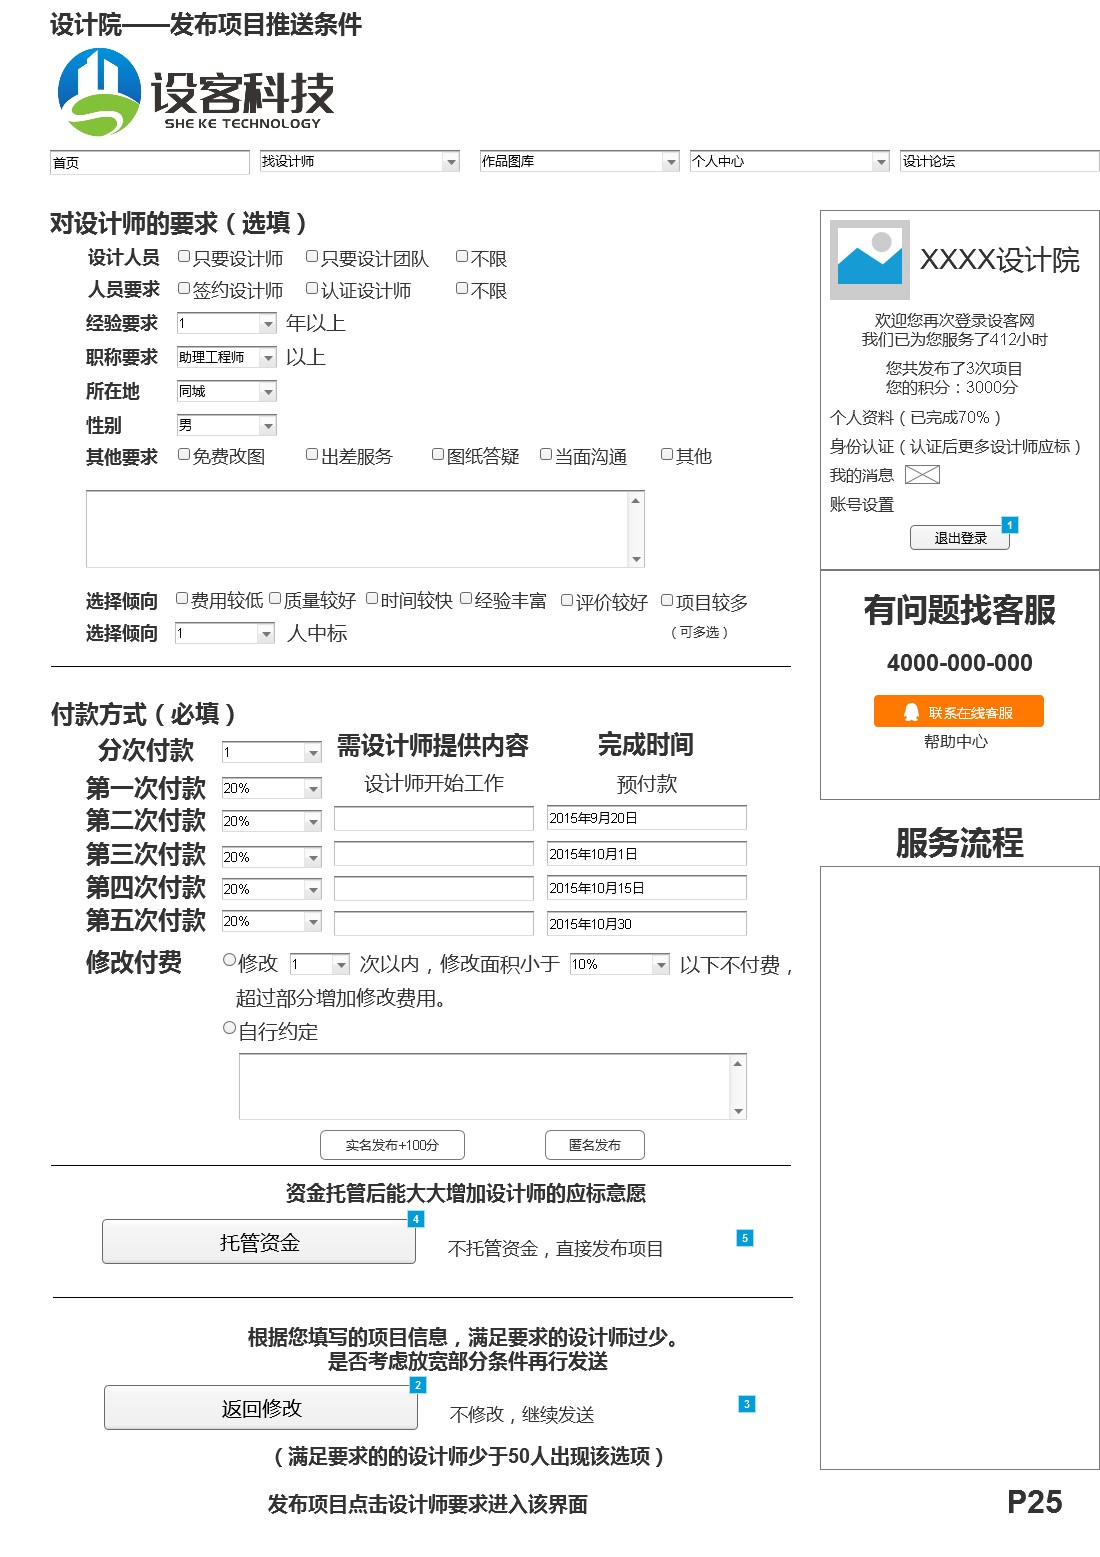 设计院——发布项目推送条件
设客科技
SHE KE TECHNOLOGY
首页 找设计师 作品图库 个人中心 设计论坛
对设计师的要求（选填）
设计人员 只要设计师 只要设计团队 不限
人员要求 签约设计师 认证设计师 不限
经验要求 1 年以上
职称要求 助理工程师 以上
所在地 同城
性别 男
其他要求 免费改图 出差服务 图纸答疑 当面沟通 其他
选择倾向 费用较低 质量较好 时间较快 经验丰富 评价较好 项目较多
选择倾向 1 人中标 （可多选）
付款方式（必填）
分次付款 1 需设计师提供内容 完成时间
第一次付款 20% 设计师开始工作 预付款
第二次付款 20% 2015年9月20日
第三次付款 20% 2015年10月1日
第四次付款 20% 2015年10月15日
第五次付款 20% 2015年10月30
修改付费 修改 1 次以内，修改面积小于 10% 以下不付费，
超过部分增加修改费用。
自行约定
实名发布+100分 匿名发布
资金托管后能大大增加设计师的应标意愿
托管资金 4 不托管资金，直接发布项目 5
根据您填写的项目信息，满足要求的设计师过少。
是否考虑放宽部分条件再行发送
返回修改 2 不修改，继续发送 3
（满足要求的的设计师少于50人出现该选项）
发布项目点击设计师要求进入该界面
XXXX设计院
欢迎您再次登录设客网
我们已为您服务了412小时
您共发布了3次项目
您的积分：3000分
个人资料（已完成70%）
身份认证（认证后更多设计师应标）
我的消息
账号设置
退出登录 1
有问题找客服
4000-000-000
联系在线客服
帮助中心
服务流程
P25